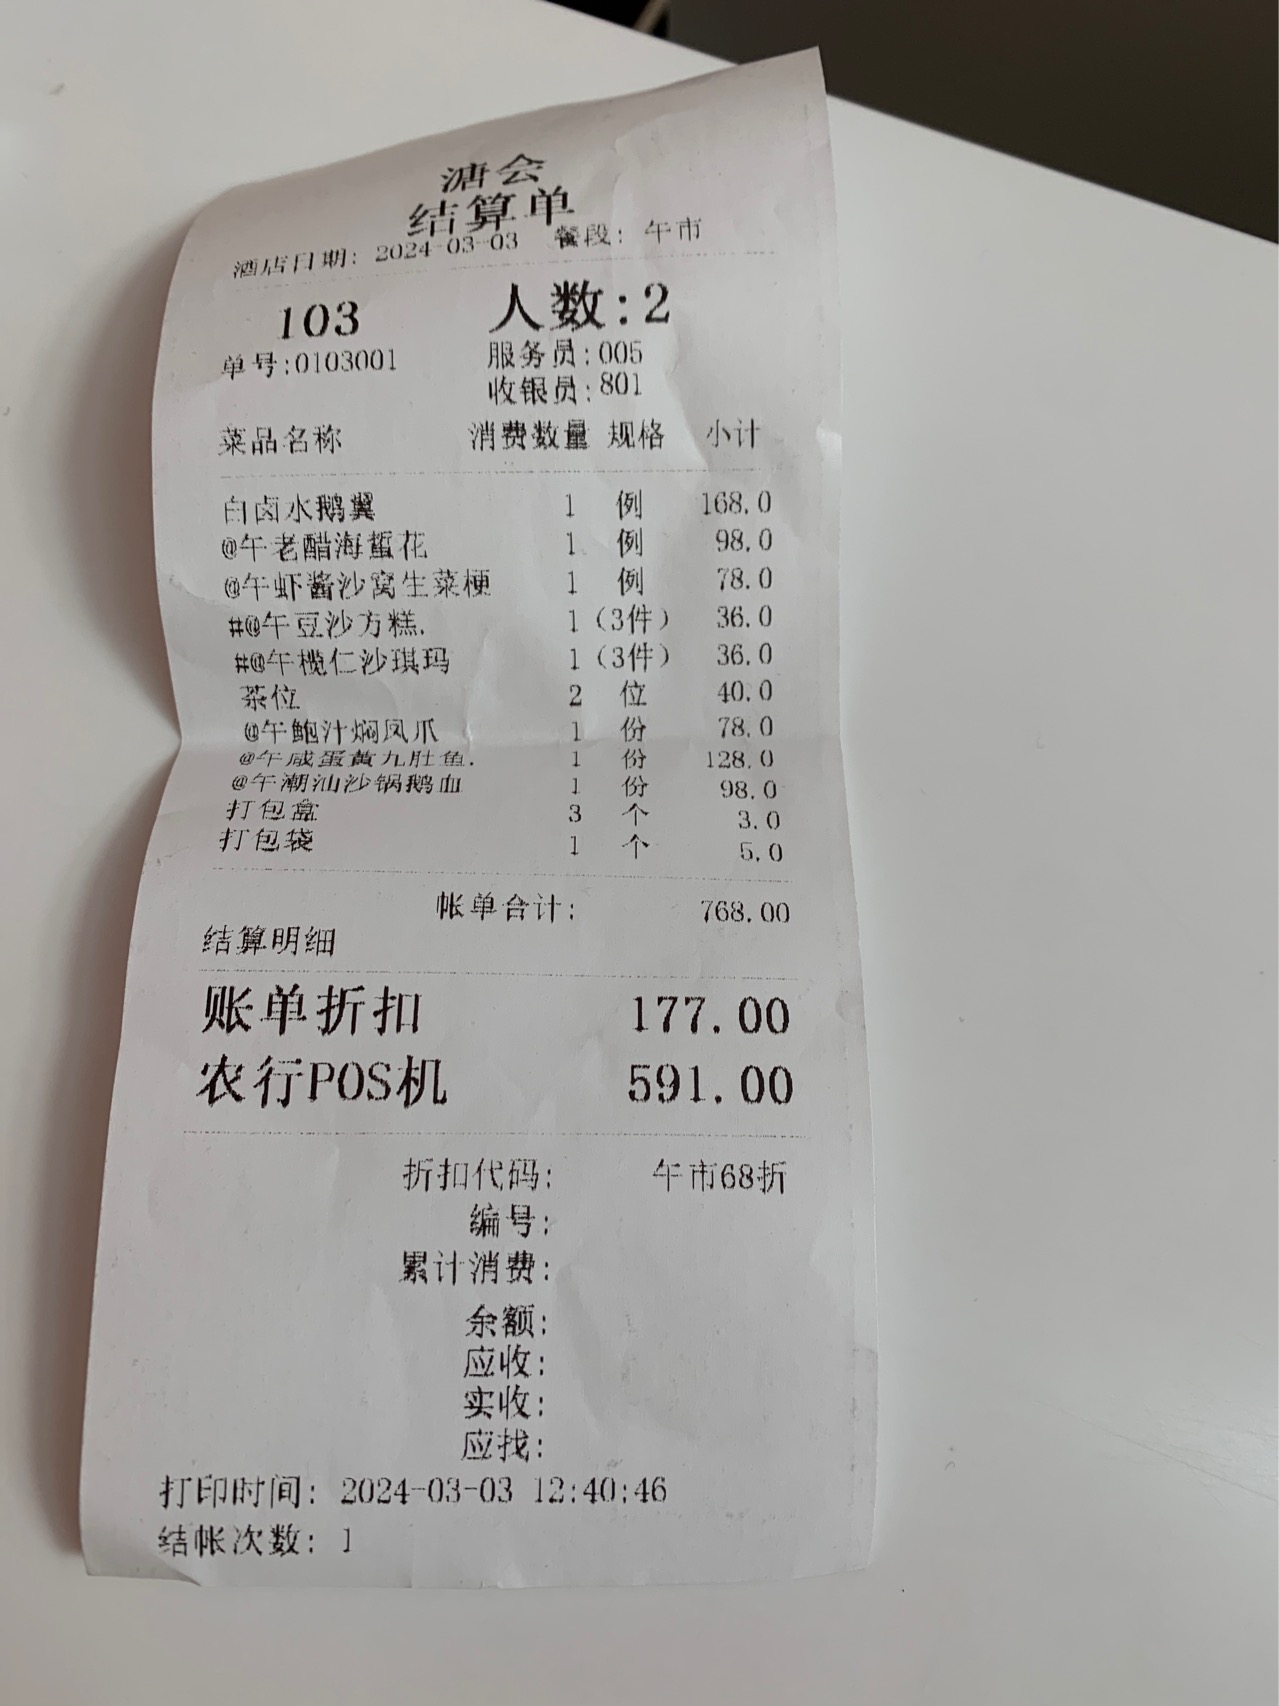 溏会
结算单
酒店日期: 2024-03-03 餐段: 午市
103 人数:2
单号:0103001 服务员:005
收银员:801
菜品名称 消费数量 规格 小计
白卤水鹅翼 1 例 168.0
@午老醋海蜇花 1 例 98.0
@午虾酱沙窝生菜梗 1 例 78.0
#@午豆沙方糕. 1 (3件) 36.0
#@午榄仁沙琪玛 1 (3件) 36.0
茶位 2 位 40.0
@午鲍汁焖凤爪 1 份 78.0
@午咸蛋黄九肚鱼. 1 份 128.0
@午潮汕沙锅鹅血 1 份 98.0
打包盒 3 个 3.0
打包袋 1 个 5.0
帐单合计: 768.00
结算明细
账单折扣 177.00
农行POS机 591.00
折扣代码: 午市68折
编号:
累计消费:
余额:
应收:
实收:
应找:
打印时间: 2024-03-03 12:40:46
结帐次数: 1